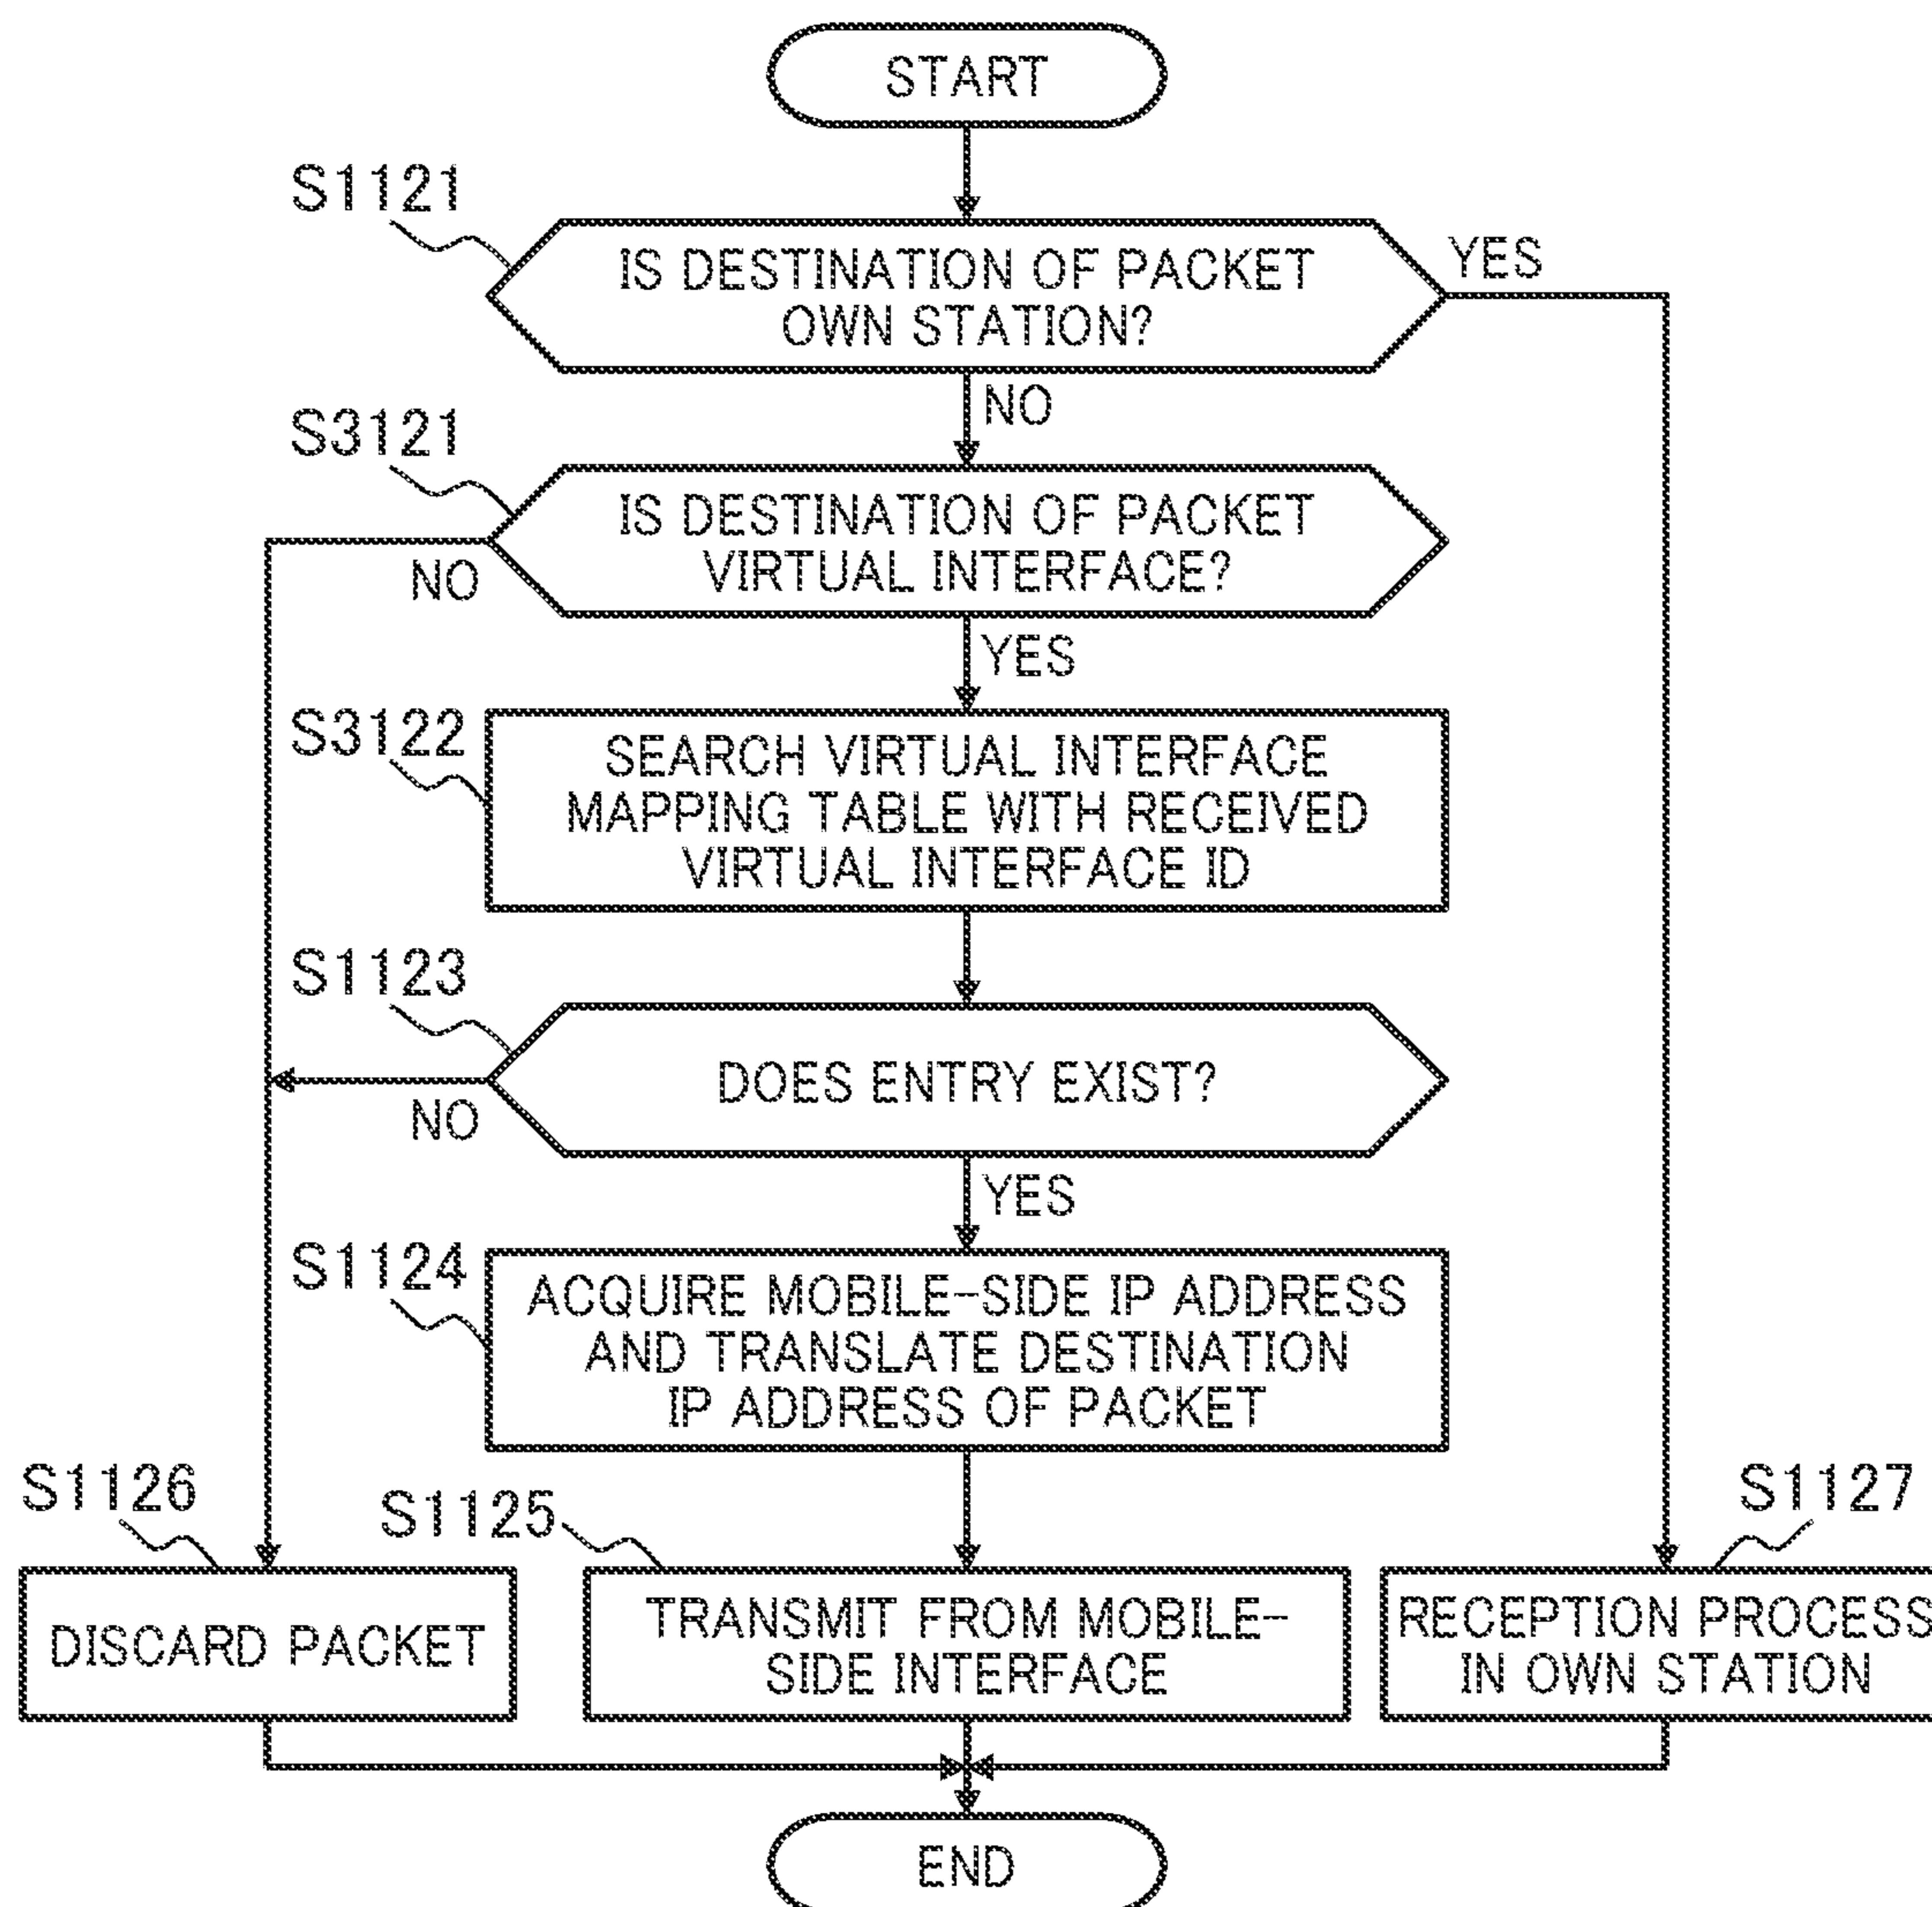 START
S1121
IS DESTINATION OF PACKET
OWN STATION?
YES
NO
S3121
IS DESTINATION OF PACKET
VIRTUAL INTERFACE?
NO
YES
S3122
SEARCH VIRTUAL INTERFACE
MAPPING TABLE WITH RECEIVED
VIRTUAL INTERFACE ID
S1123
DOES ENTRY EXIST?
NO
YES
S1124
ACQUIRE MOBILE-SIDE IP ADDRESS
AND TRANSLATE DESTINATION
IP ADDRESS OF PACKET
S1126
DISCARD PACKET
S1125
TRANSMIT FROM MOBILE-
SIDE INTERFACE
S1127
RECEPTION PROCESS
IN OWN STATION
END